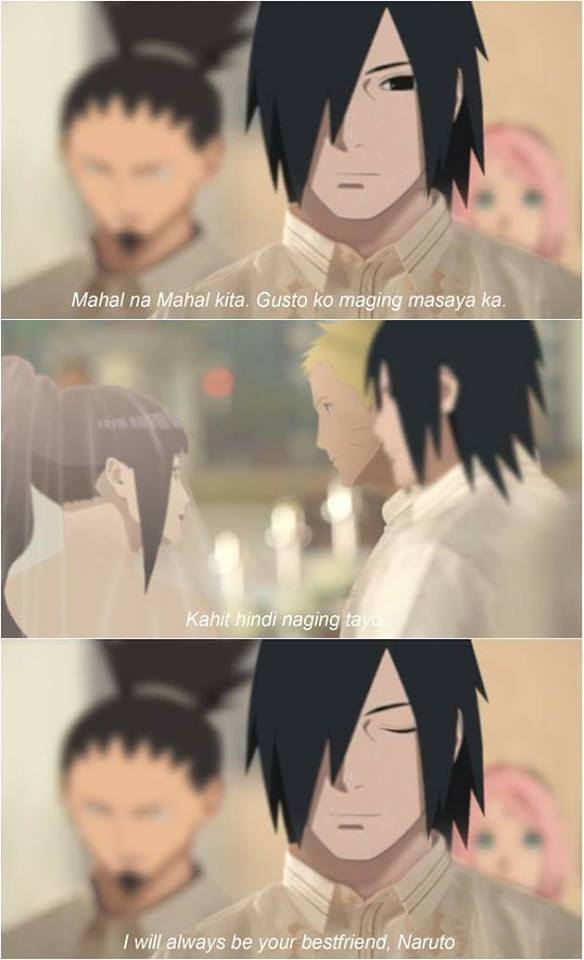 Mahal na Mahal kita. Gusto ko maging masaya ka.
Kahit hindi naging tayo..
I will always be your bestfriend, Naruto